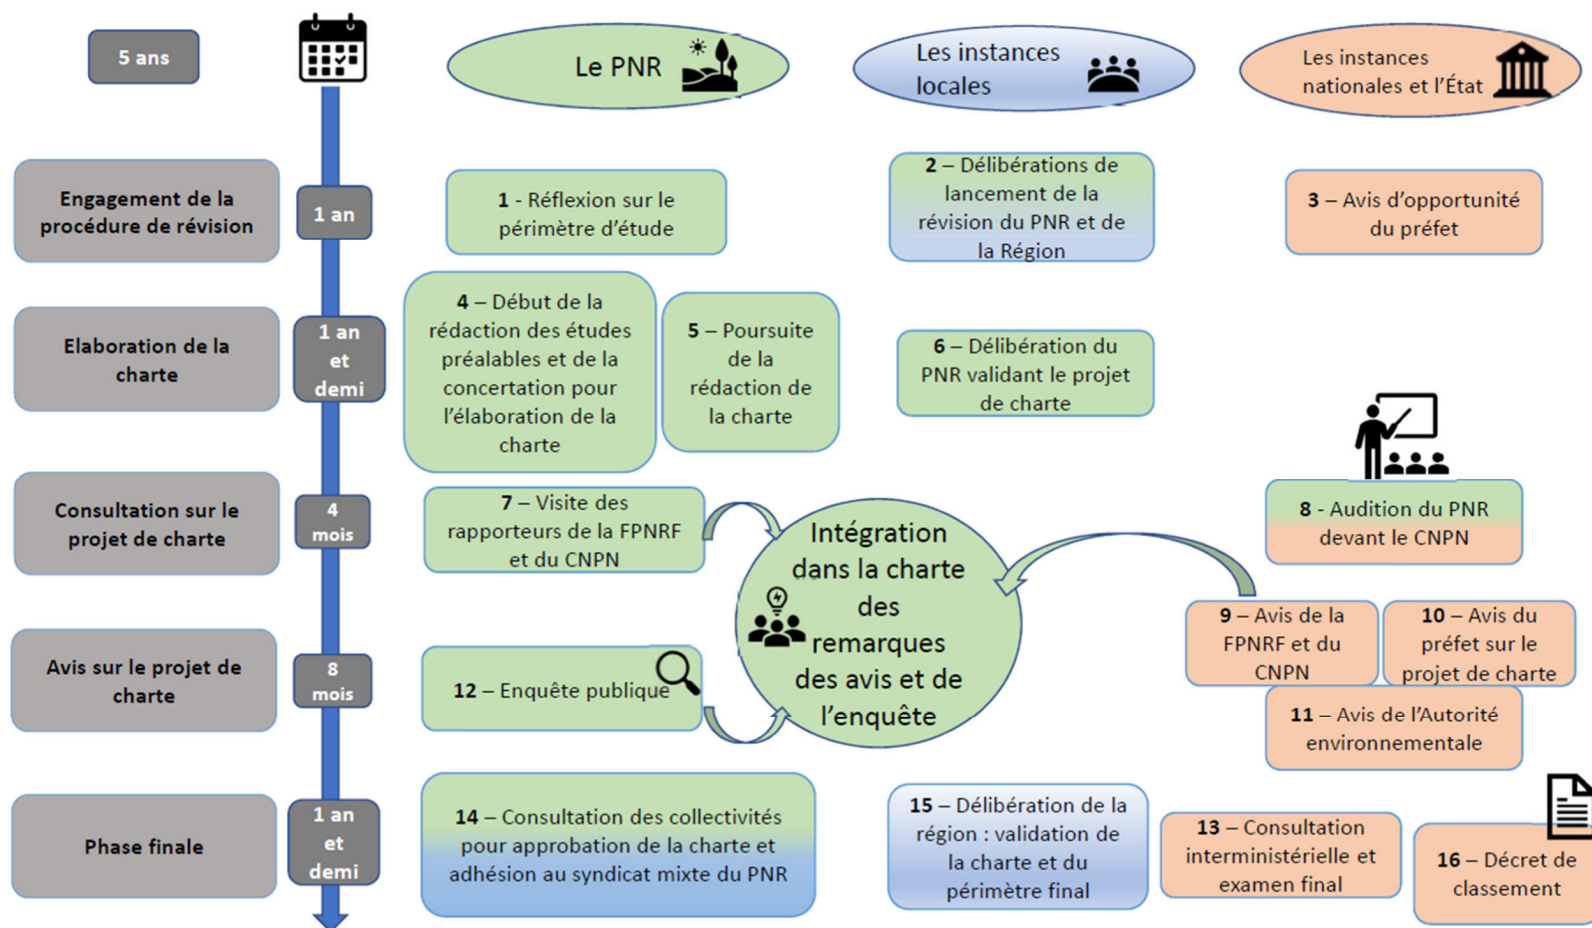 5 ans
Le PNR
Les instances
locales
Les instances
nationales et l'État
Engagement de la
procédure de révision
1 an
1 - Réflexion sur le
périmètre d'étude
2 – Délibérations de
lancement de la
révision du PNR et de
la Région
3 – Avis d'opportunité
du préfet
Elaboration de la
charte
1 an
et
demi
4 – Début de la
rédaction des études
préalables et de la
concertation pour
l'élaboration de la
charte
5 – Poursuite
de la
rédaction de
la charte
6 – Délibération du
PNR validant le projet
de charte
Consultation sur le
projet de charte
4
mois
7 – Visite des
rapporteurs de la FPNRF
et du CNPN
8 - Audition du PNR
devant le CNPN
Intégration
dans la charte
des
remarques
des avis et de
l'enquête
Avis sur le projet de
charte
8
mois
9 – Avis de la
FPNRF et du
CNPN
10 – Avis du
préfet sur le
projet de charte
11 – Avis de l'Autorité
environnementale
12 – Enquête publique
Phase finale
1 an
et
demi
14 – Consultation des collectivités
pour approbation de la charte et
adhésion au syndicat mixte du PNR
15 – Délibération de la
région : validation de
la charte et du
périmètre final
13 – Consultation
interministérielle et
examen final
16 – Décret de
classement